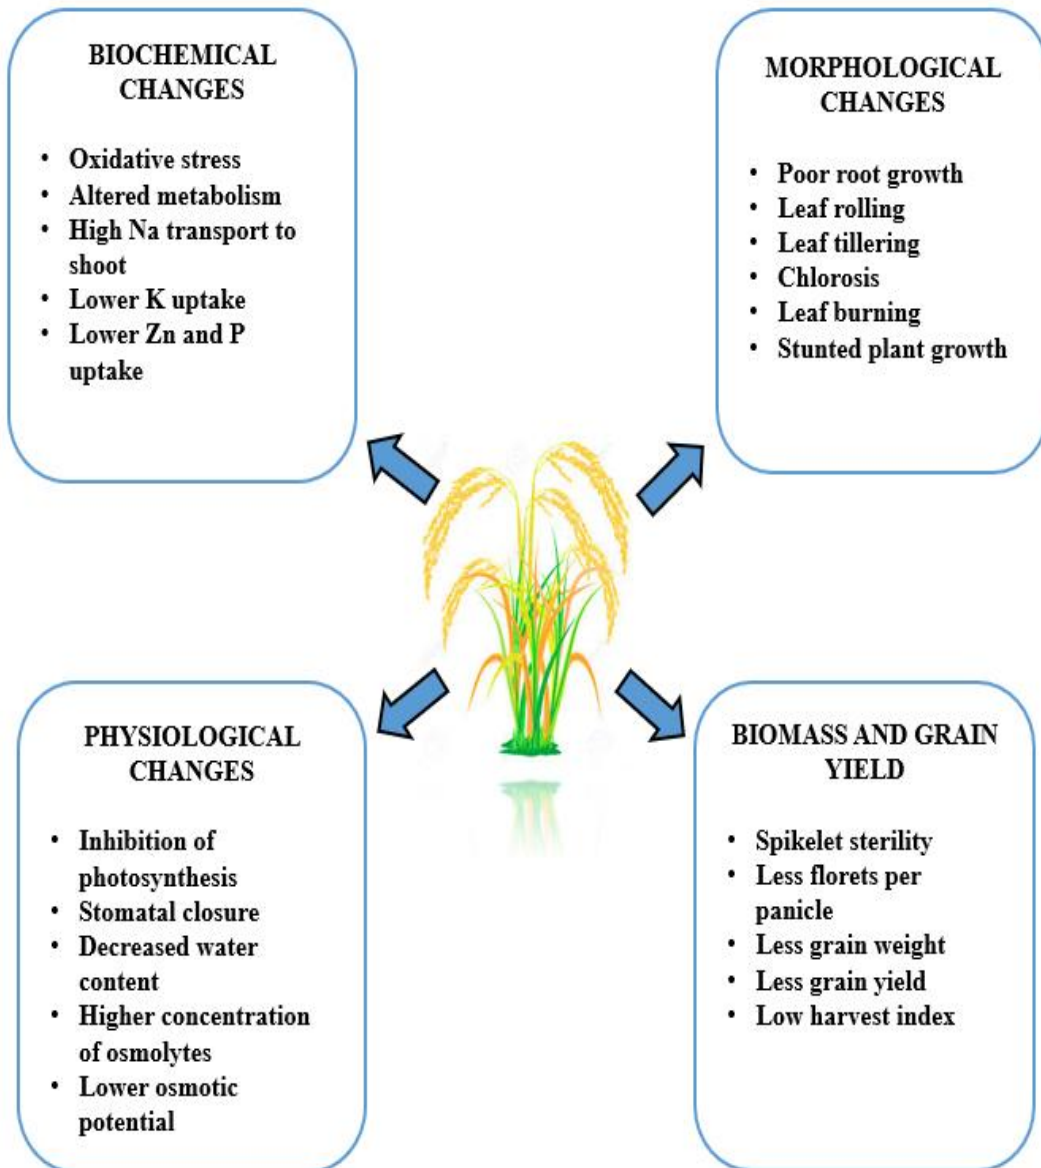 BIOCHEMICAL
CHANGES
• Oxidative stress
• Altered metabolism
• High Na transport to
shoot
• Lower K uptake
• Lower Zn and P
uptake
MORPHOLOGICAL
CHANGES
• Poor root growth
• Leaf rolling
• Leaf tillering
• Chlorosis
• Leaf burning
• Stunted plant growth
PHYSIOLOGICAL
CHANGES
• Inhibition of
photosynthesis
• Stomatal closure
• Decreased water
content
• Higher concentration
of osmolytes
• Lower osmotic
potential
BIOMASS AND GRAIN
YIELD
• Spikelet sterility
• Less florets per
panicle
• Less grain weight
• Less grain yield
• Low harvest index